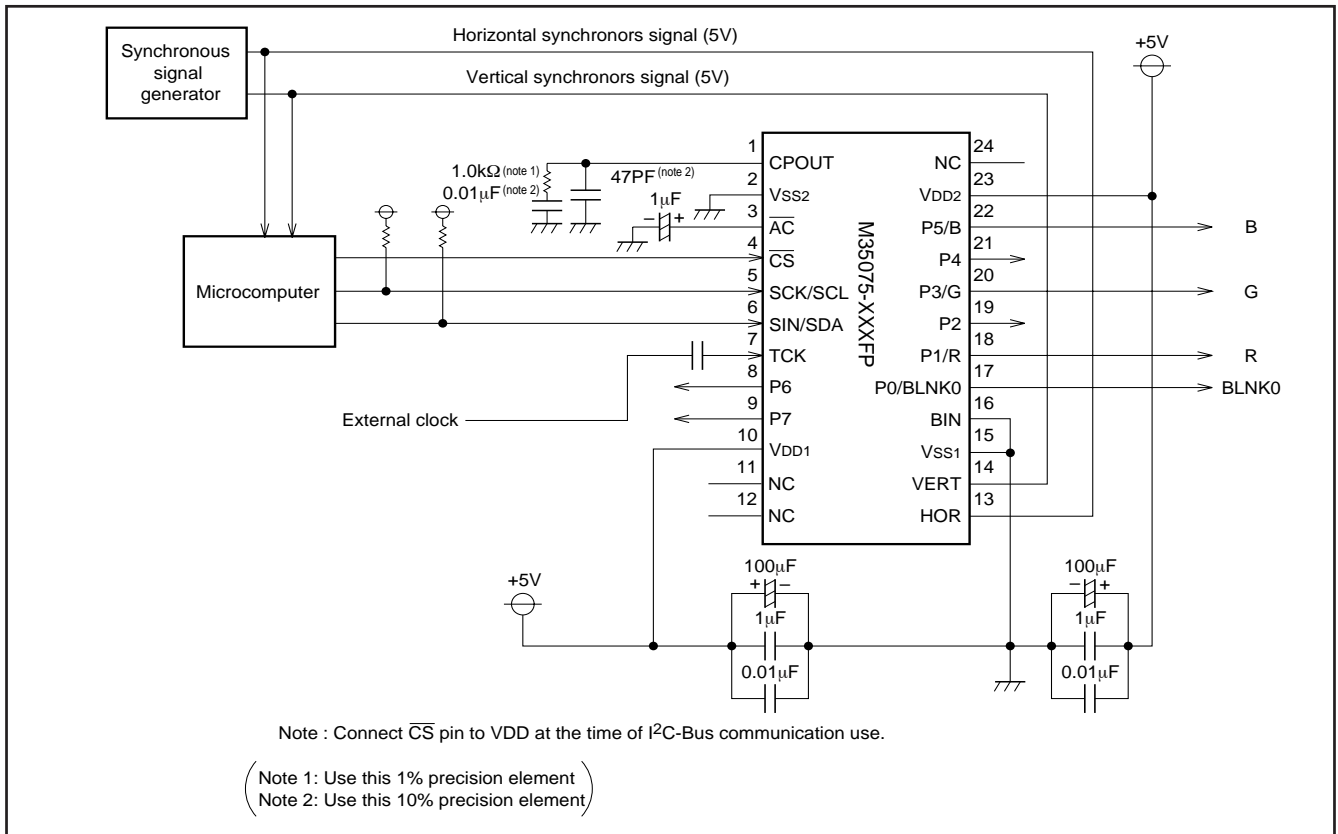 Synchronous
signal
generator
Horizontal synchronors signal (5V)
Vertical synchronors signal (5V)
+5V
1.0kΩ(note 1)
0.01μF(note 2)
47PF(note 2)
1μF
− +
Microcomputer
External clock
1
CPOUT
2
VSS2
3
AC
4
CS
5
SCK/SCL
6
SIN/SDA
7
TCK
8
P6
9
P7
10
VDD1
11
NC
12
NC
M35075-XXXFP
24
NC
23
VDD2
22
P5/B
B
21
P4
20
P3/G
G
19
P2
18
P1/R
R
17
P0/BLNK0
BLNK0
16
BIN
15
VSS1
14
VERT
13
HOR
+5V
100μF
+ −
1μF
0.01μF
100μF
− +
1μF
0.01μF
Note : Connect CS pin to VDD at the time of I2C-Bus communication use.
Note 1: Use this 1% precision element
Note 2: Use this 10% precision element